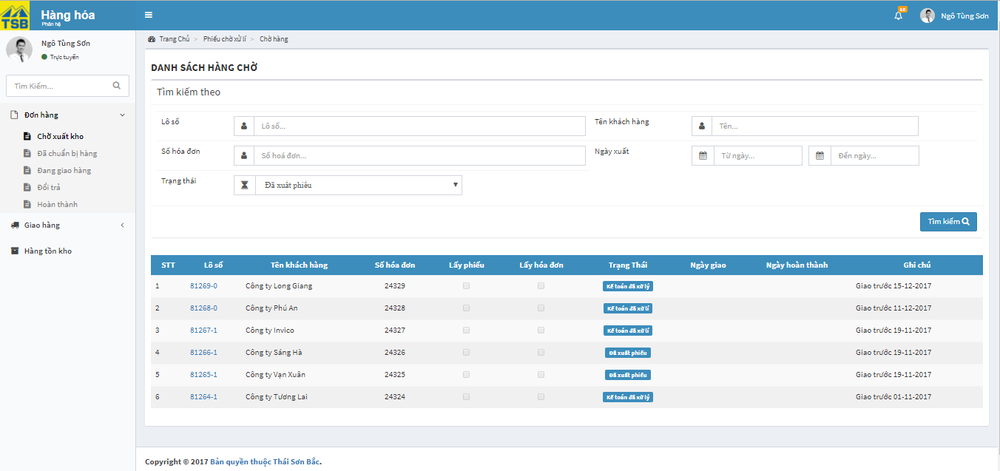 TSB
Hàng hóa
Phân hệ
10
Ngô Tùng Sơn
Ngô Tùng Sơn
Trực tuyến
Tìm Kiếm...
Đơn hàng
Chờ xuất kho
Đã chuẩn bị hàng
Đang giao hàng
Đổi trả
Hoàn thành
Giao hàng
Hàng tồn kho
Trang Chủ > Phiếu chờ xử lí > Chờ hàng
DANH SÁCH HÀNG CHỜ
Tìm kiếm theo
Lô số Lô số... Tên khách hàng Tên...
Số hóa đơn Số hoá đơn... Ngày xuất Từ ngày... Đến ngày...
Trạng thái Đã xuất phiếu
Tìm kiếm
STT Lô số Tên khách hàng Số hóa đơn Lấy phiếu Lấy hóa đơn Trạng Thái Ngày giao Ngày hoàn thành Ghi chú
1 81269-0 Công ty Long Giang 24329 Kế toán đã xử lý Giao trước 15-12-2017
2 81268-0 Công ty Phú An 24328 Kế toán đã xử lí Giao trước 11-12-2017
3 81267-1 Công ty Invico 24327 Kế toán đã xử lí Giao trước 19-11-2017
4 81266-1 Công ty Sáng Hà 24326 Đã xuất phiếu Giao trước 19-11-2017
5 81265-1 Công ty Vạn Xuân 24325 Đã xuất phiếu Giao trước 19-11-2017
6 81264-1 Công ty Tương Lai 24324 Kế toán đã xử lý Giao trước 01-11-2017
Copyright © 2017 Bản quyền thuộc Thái Sơn Bắc.